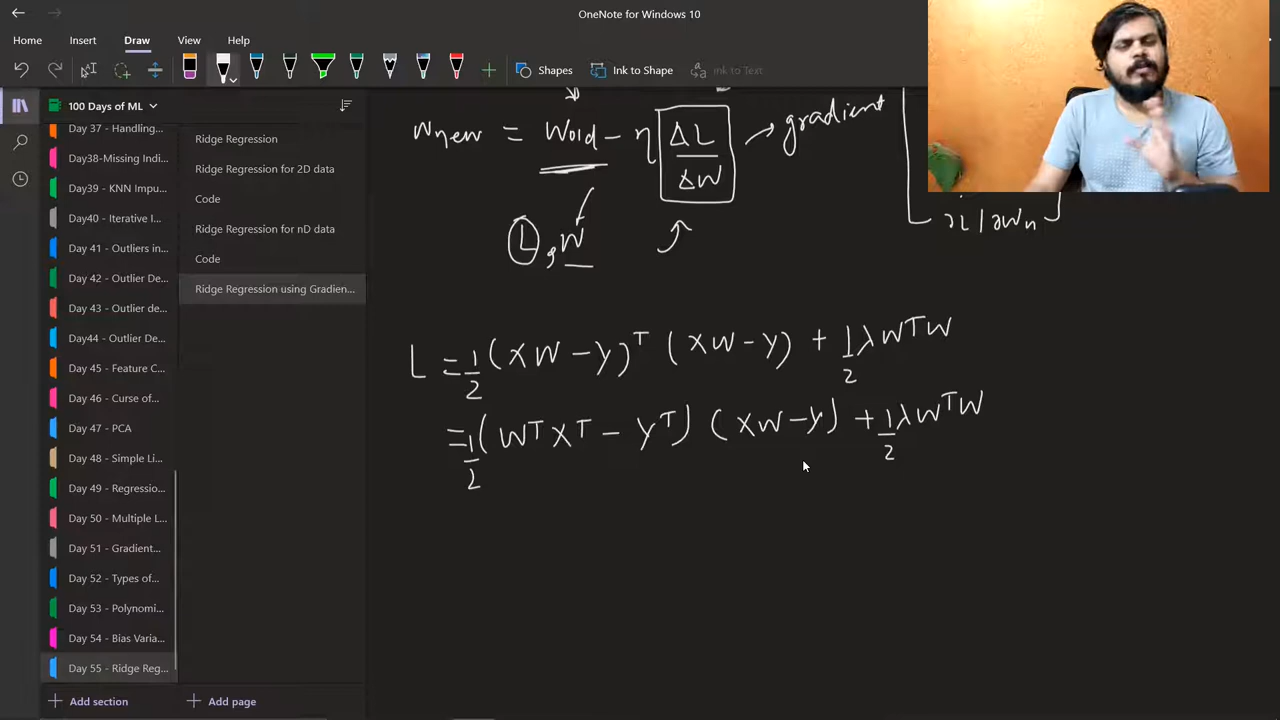 OneNote for Windows 10
Home Insert Draw View Help
Shapes Ink to Shape Ink to Text
100 Days of ML
Day 37 - Handling...
Day38-Missing Indi...
Day39 - KNN Impu...
Day40 - Iterative I...
Day 41 - Outliers in...
Day 42 - Outlier De...
Day 43 - Outlier de...
Day44 - Outlier De...
Day 45 - Feature C...
Day 46 - Curse of...
Day 47 - PCA
Day 48 - Simple Li...
Day 49 - Regressio...
Day 50 - Multiple L...
Day 51 - Gradient...
Day 52 - Types of...
Day 53 - Polynomi...
Day 54 - Bias Varia...
Day 55 - Ridge Reg...
Add section
Ridge Regression
Ridge Regression for 2D data
Code
Ridge Regression for nD data
Code
Ridge Regression using Gradien...
Add page
Wnew = Wold - η ΔL/ΔW → gradient
L, W
L = 1/2 (XW - Y)ᵀ (XW - Y) + 1/2 λWᵀW
= 1/2 (WᵀXᵀ - Yᵀ) (XW - Y) + 1/2 λWᵀW